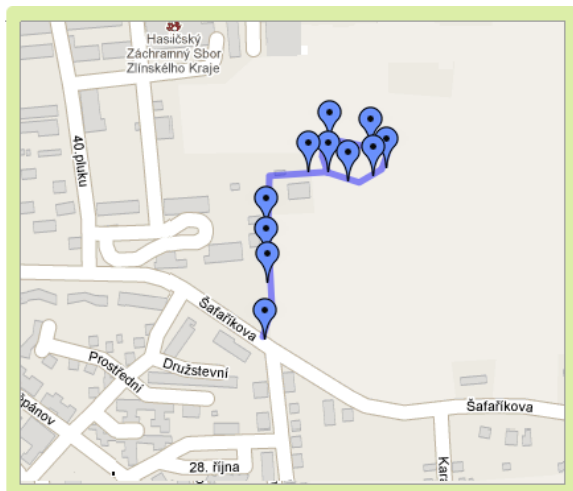 Hasičský
Záchranný Sbor
Zlínského Kraje
40.pluku
Šafaříkova
Prostřední
Družstevní
Šafaříkova
28. října